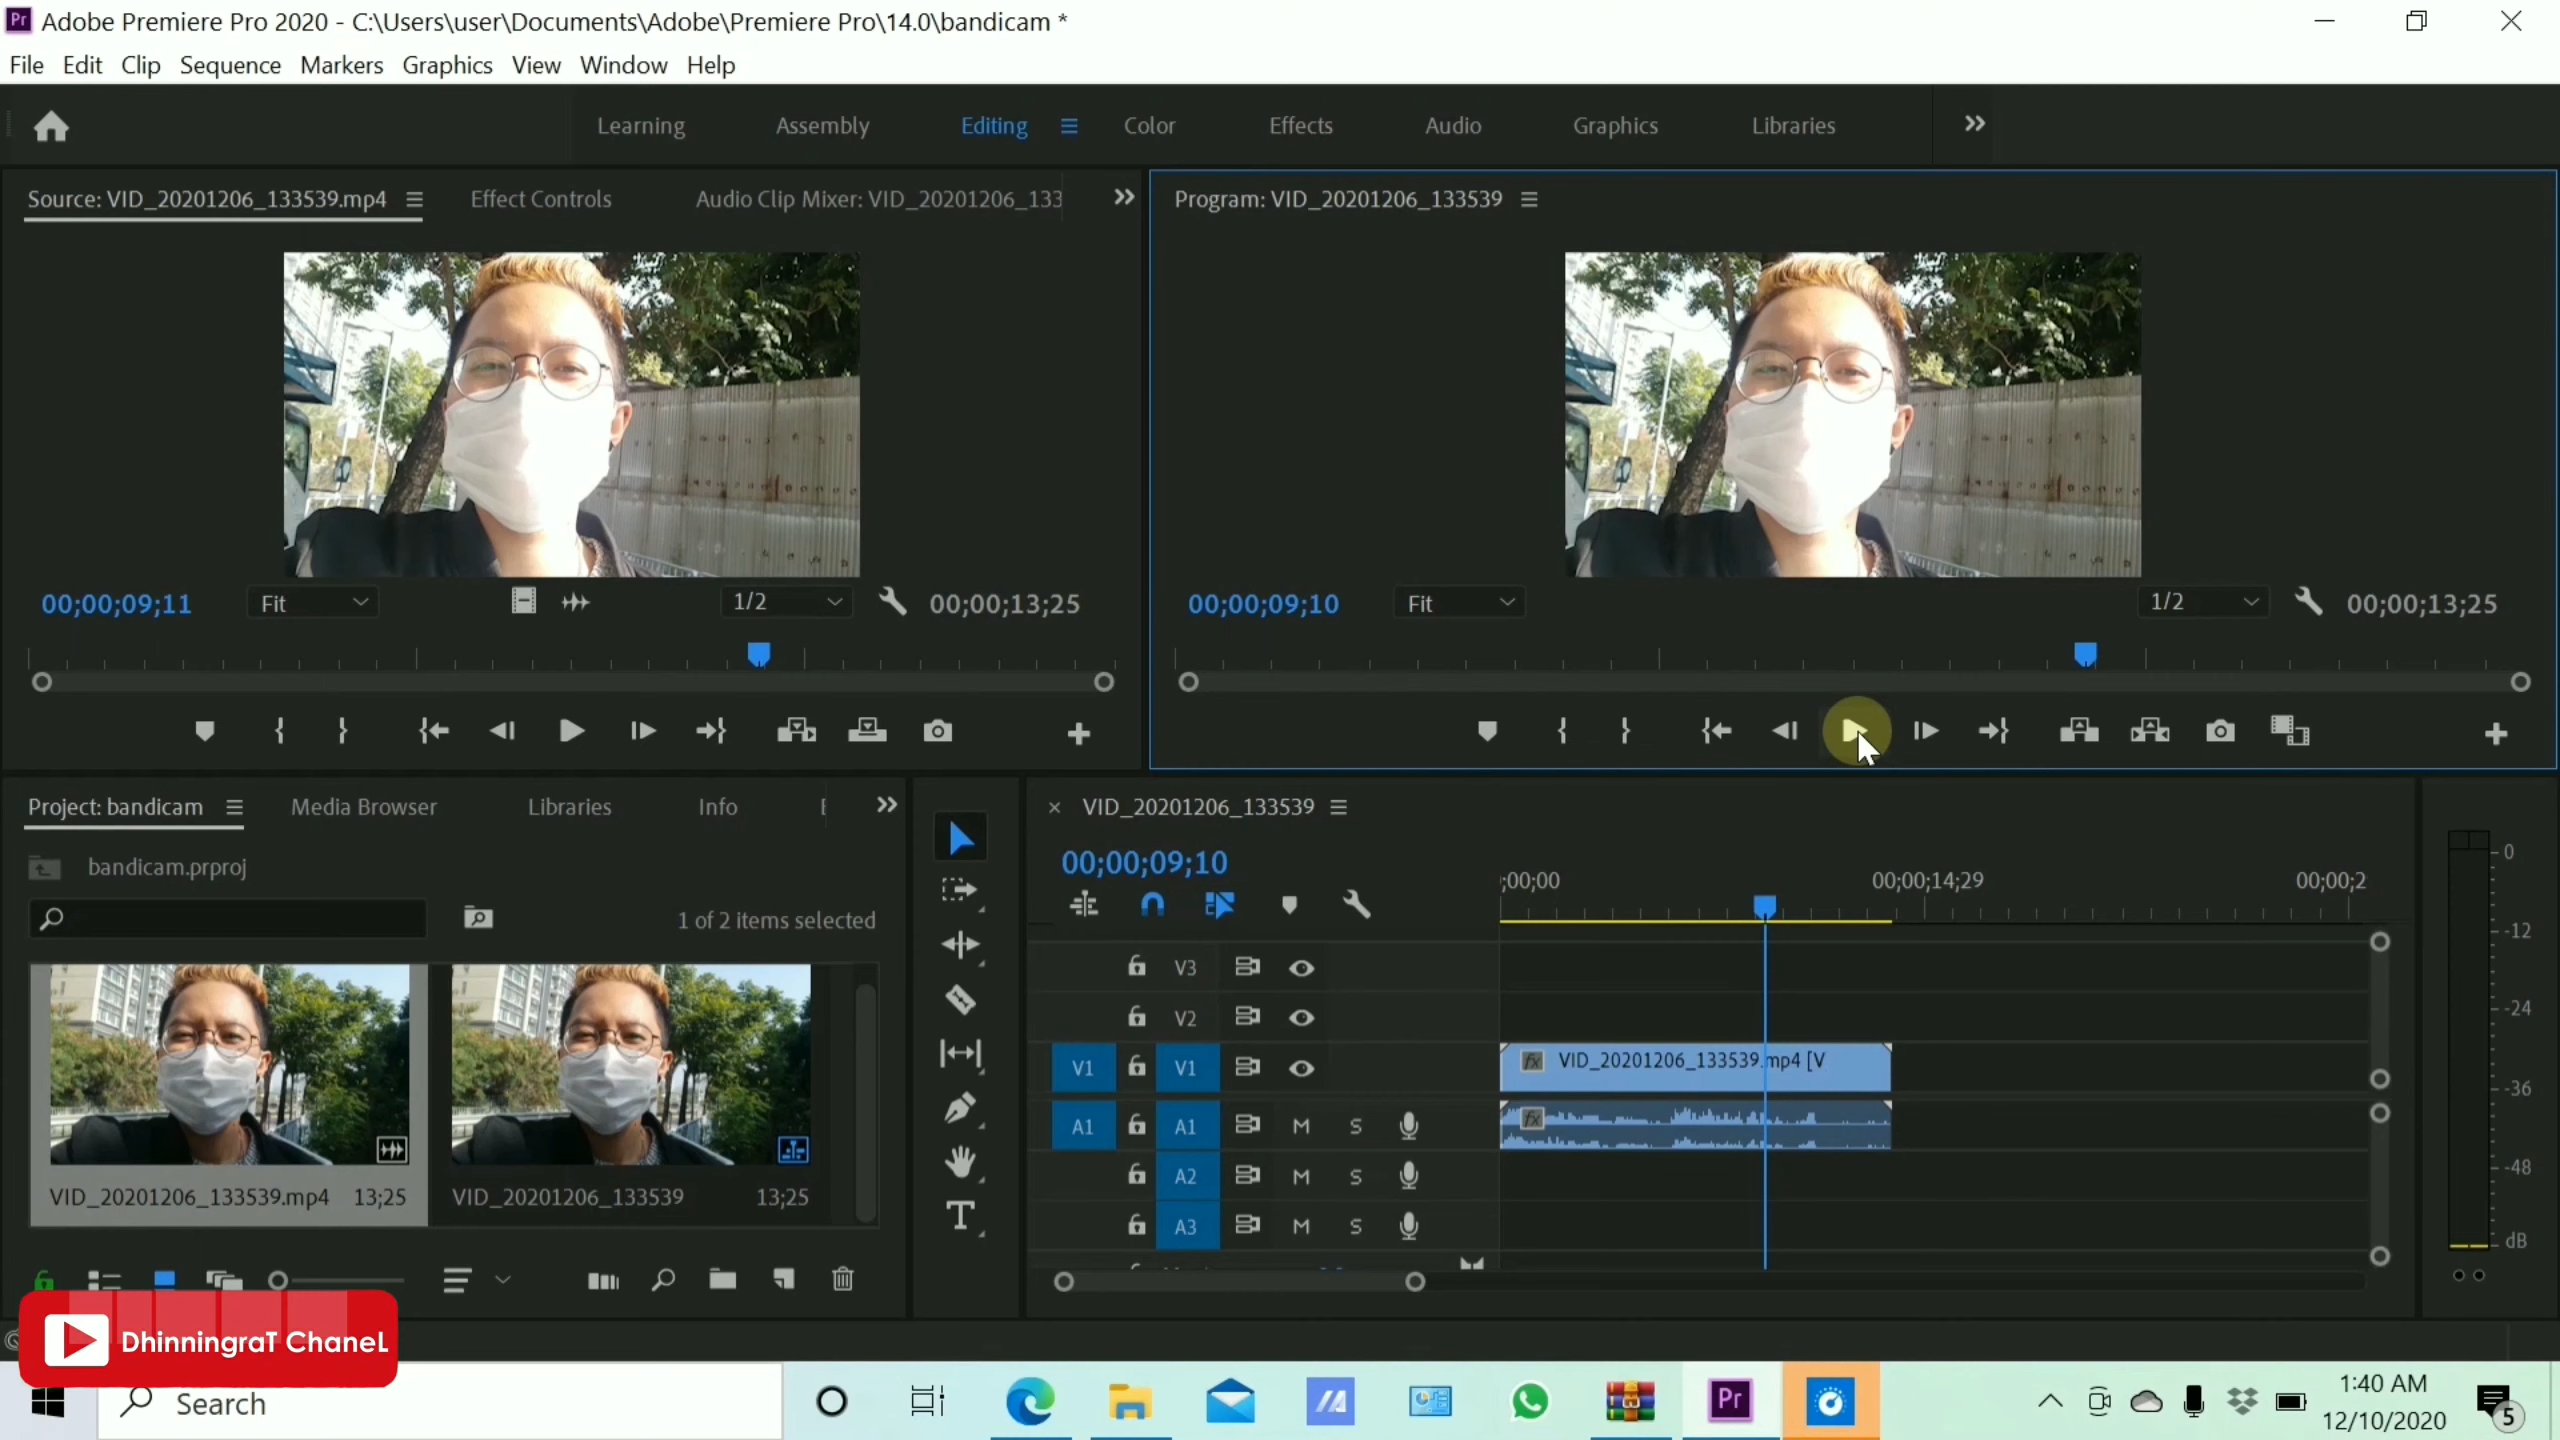 Pr Adobe Premiere Pro 2020 - C:\Users\user\Documents\Adobe\Premiere Pro\14.0\bandicam *
File Edit Clip Sequence Markers Graphics View Window Help
Learning Assembly Editing Color Effects Audio Graphics Libraries
Source: VID_20201206_133539.mp4 Effect Controls Audio Clip Mixer: VID_20201206_133
Program: VID_20201206_133539
00;00;09;11 Fit 1/2 00;00;13;25
00;00;09;10 Fit 1/2 00;00;13;25
Project: bandicam Media Browser Libraries Info
bandicam.prproj
1 of 2 items selected
VID_20201206_133539.mp4 13;25
VID_20201206_133539 13;25
VID_20201206_133539
00;00;09;10
;00;00 00;00;14;29 00;00;2
V3
V2
V1 V1 fx VID_20201206_133539.mp4 [V
A1 A1 M S fx
A2 M S
A3 M S
0
-12
-24
-36
-48
dB
DhinningraT ChaneL
Search
Pr
1:40 AM
12/10/2020
5